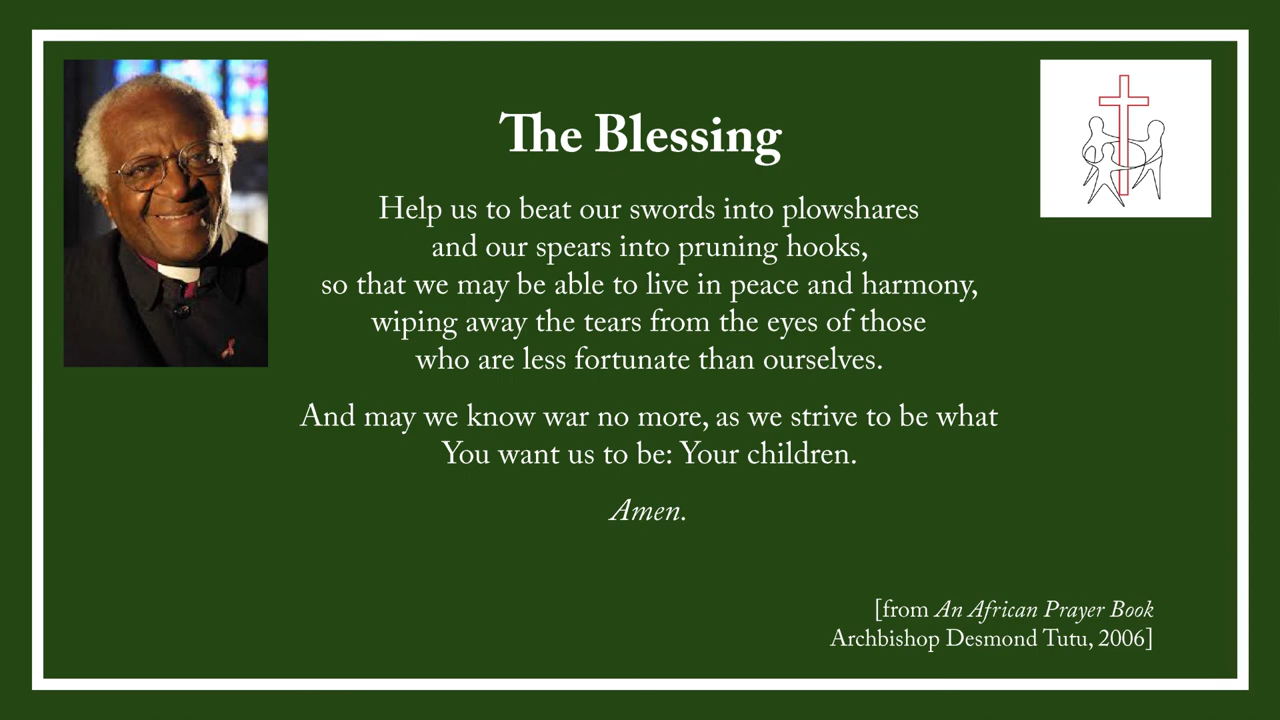 The Blessing
Help us to beat our swords into plowshares
and our spears into pruning hooks,
so that we may be able to live in peace and harmony,
wiping away the tears from the eyes of those
who are less fortunate than ourselves.
And may we know war no more, as we strive to be what
You want us to be: Your children.
Amen.
[from An African Prayer Book
Archbishop Desmond Tutu, 2006]